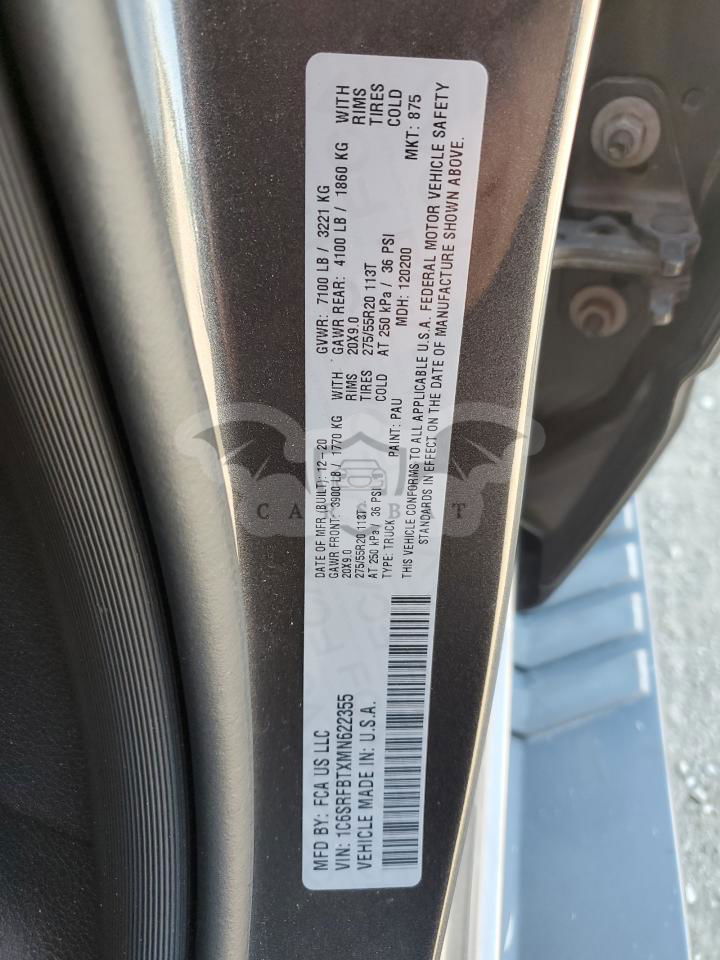 MFD BY: FCA US LLC
DATE OF MFR.(BUILT): 12-20
GVWR: 7100 LB / 3221 KG
VIN: 1C6SRFBTXMN622355
GAWR FRONT: 3900 LB / 1770 KG WITH
GAWR REAR: 4100 LB / 1860 KG WITH
VEHICLE MADE IN: U.S.A.
20X9.0 RIMS
20X9.0 RIMS
275/55R20 113T TIRES
275/55R20 113T TIRES
AT 250 kPa / 36 PSI COLD
AT 250 kPa / 36 PSI COLD
TYPE: TRUCK PAINT: PAU MDH: 120200 MKT: 875
THIS VEHICLE CONFORMS TO ALL APPLICABLE U.S.A. FEDERAL MOTOR VEHICLE SAFETY
STANDARDS IN EFFECT ON THE DATE OF MANUFACTURE SHOWN ABOVE.